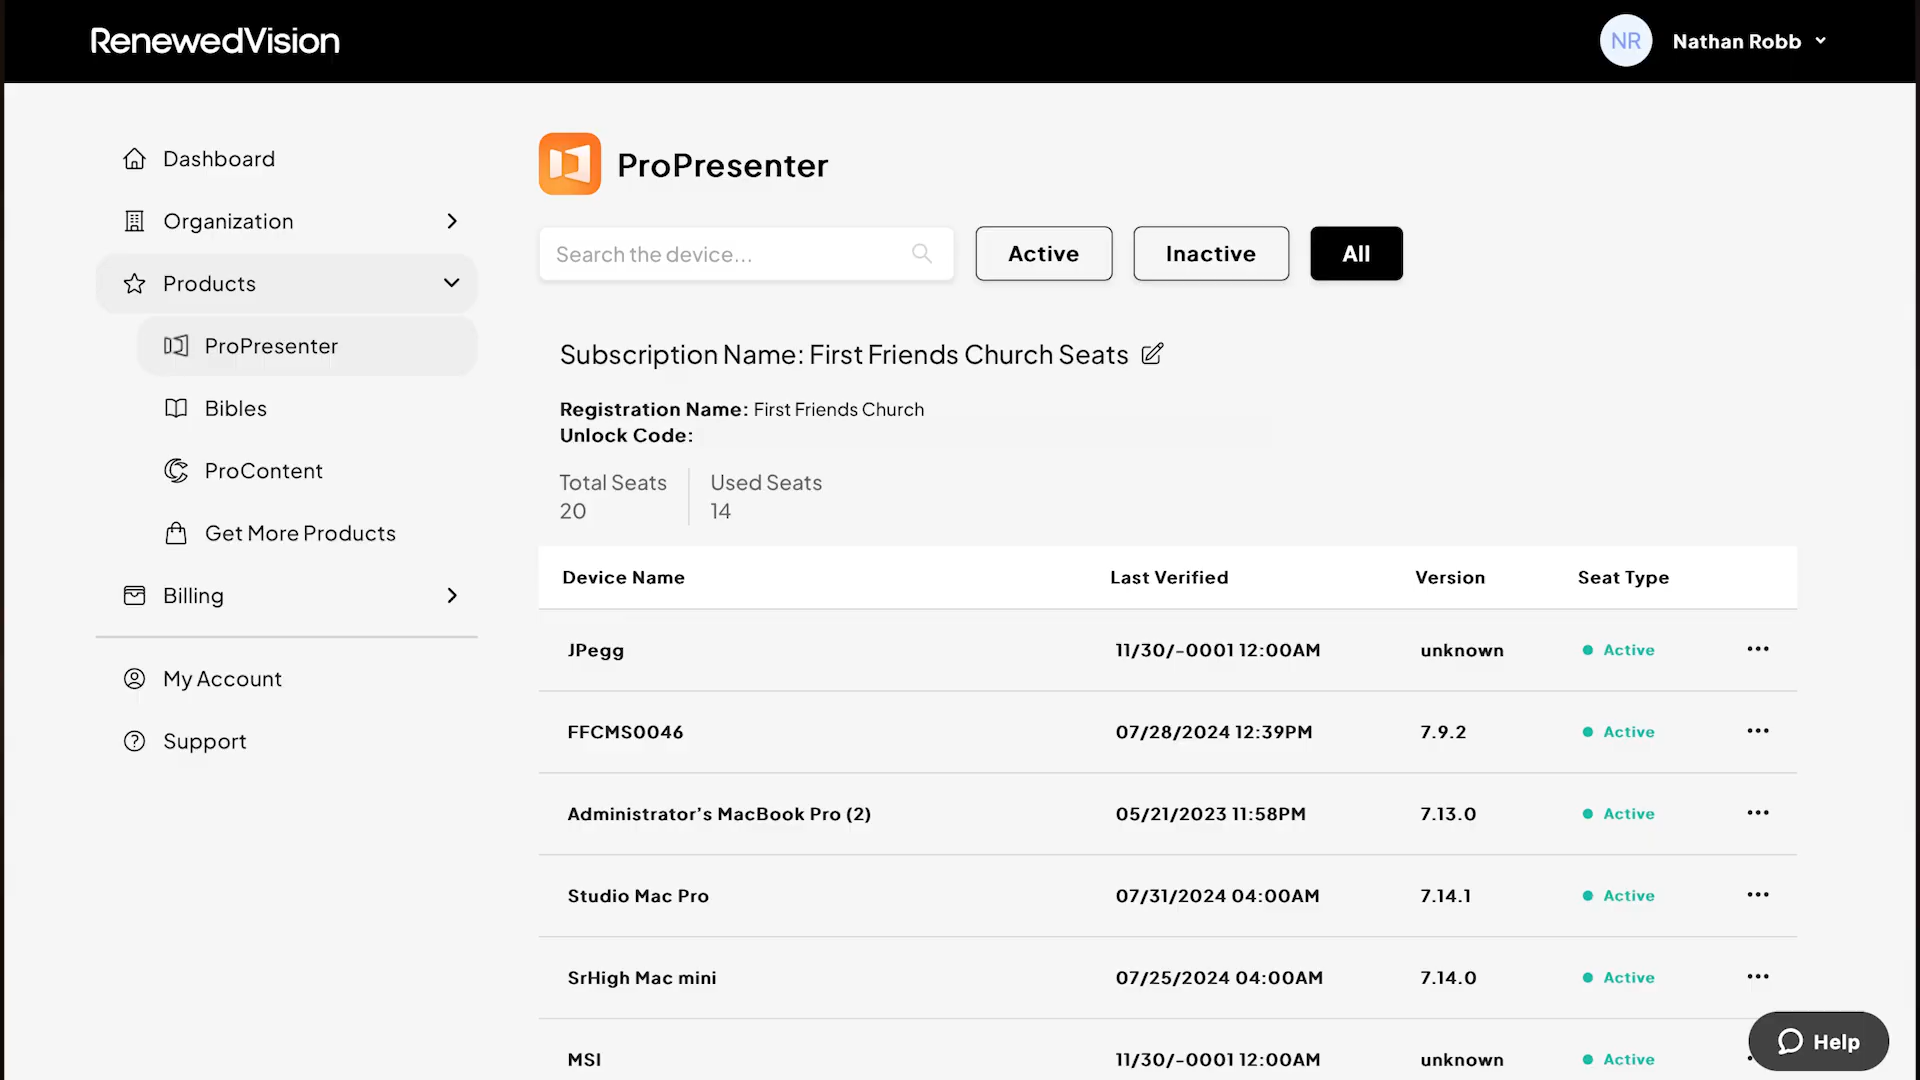 RenewedVision
NR
Nathan Robb
Dashboard
Organization
Products
ProPresenter
Bibles
ProContent
Get More Products
Billing
My Account
Support
ProPresenter
Search the device...
Active
Inactive
All
Subscription Name: First Friends Church Seats
Registration Name: First Friends Church
Unlock Code:
Total Seats
20
Used Seats
14
Device Name Last Verified Version Seat Type
JPegg 11/30/-0001 12:00AM unknown Active
FFCMS0046 07/28/2024 12:39PM 7.9.2 Active
Administrator’s MacBook Pro (2) 05/21/2023 11:58PM 7.13.0 Active
Studio Mac Pro 07/31/2024 04:00AM 7.14.1 Active
SrHigh Mac mini 07/25/2024 04:00AM 7.14.0 Active
MSI 11/30/-0001 12:00AM unknown Active
Help